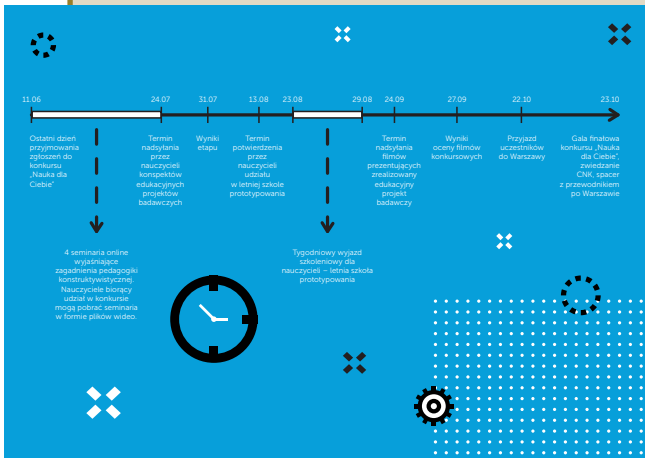 11.06
24.07
31.07
13.08
23.08
29.08
24.09
27.09
22.10
23.10
Ostatni dzień
przyjmowania
zgłoszeń do
konkursu
„Nauka dla
Ciebie”
Termin
nadsyłania
przez
nauczycieli
konspektów
edukacyjnych
projektów
badawczych
Wyniki
etapu
Termin
potwierdzenia
przez
nauczycieli
udziału
w letniej szkole
prototypowania
Termin
nadsyłania
filmów
prezentujących
zrealizowany
edukacyjny
projekt
badawczy
Wyniki
oceny filmów
konkursowych
Przyjazd
uczestników
do Warszawy
Gala finałowa
konkursu „Nauka
dla Ciebie”,
zwiedzanie
CNK, spacer
z przewodnikiem
po Warszawie
4 seminaria online
wyjaśniające
zagadnienia pedagogiki
konstruktywistycznej.
Nauczyciele biorący
udział w konkursie
mogą pobrać seminaria
w formie plików wideo.
Tygodniowy wyjazd
szkoleniowy dla
nauczycieli – letnia szkoła
prototypowania